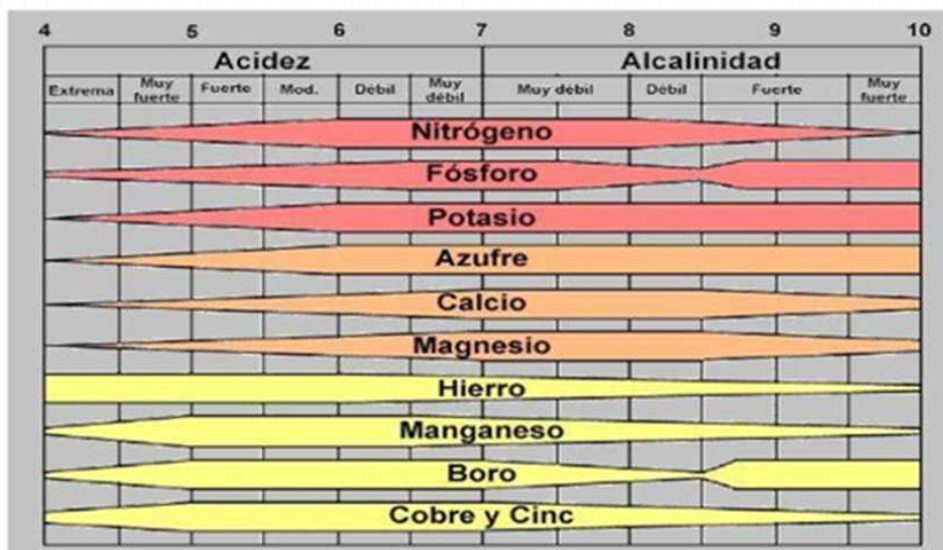 4 5 6 7 8 9 10
Acidez Alcalinidad
Extrema Muy fuerte Fuerte Mod. Débil Muy débil Muy débil Débil Fuerte Muy fuerte
Nitrógeno
Fósforo
Potasio
Azufre
Calcio
Magnesio
Hierro
Manganeso
Boro
Cobre y Cinc